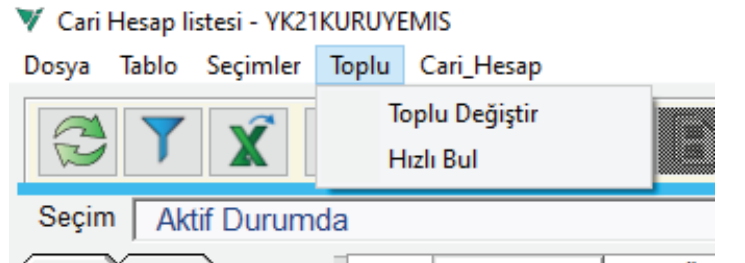 Cari Hesap listesi - YK21KURUYEMIS
Dosya Tablo Seçimler Toplu Cari_Hesap
Toplu Değiştir
Hızlı Bul
Seçim Aktif Durumda